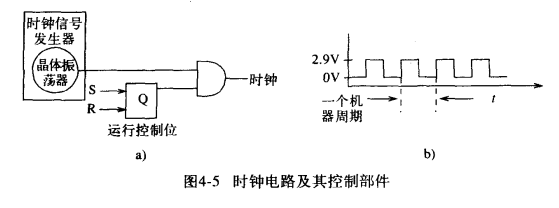 时钟信号
发生器
晶体振
荡器
S
R
Q
运行控制位
时钟
a)
2.9V
0V
一个机
器周期
t
b)
图4-5 时钟电路及其控制部件